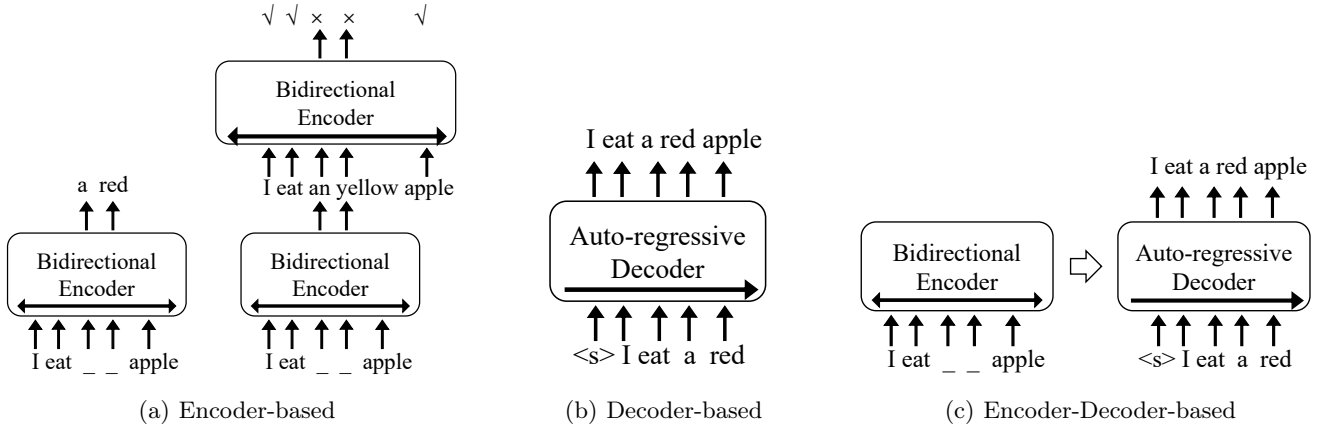 √ √ × × √
Bidirectional
Encoder
I eat an yellow apple
a red
Bidirectional
Encoder
I eat _ _ apple
Bidirectional
Encoder
I eat _ _ apple
(a) Encoder-based
I eat a red apple
Auto-regressive
Decoder
<s> I eat a red
(b) Decoder-based
Bidirectional
Encoder
I eat _ _ apple
I eat a red apple
Auto-regressive
Decoder
<s> I eat a red
(c) Encoder-Decoder-based